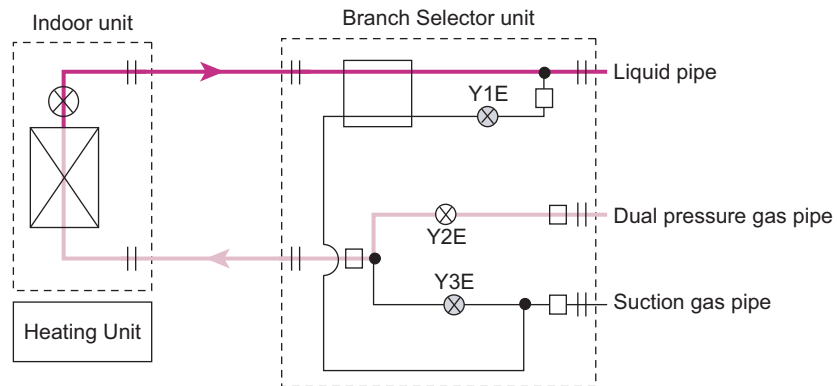 Indoor unit
Branch Selector unit
Liquid pipe
Y1E
Dual pressure gas pipe
Y2E
Y3E
Suction gas pipe
Heating Unit